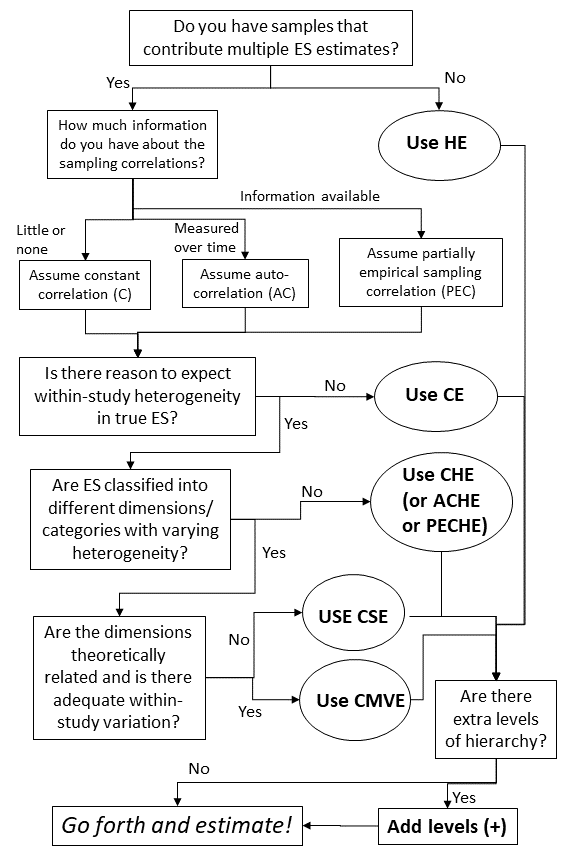 Do you have samples that
contribute multiple ES estimates?
Yes
No
How much information
do you have about the
sampling correlations?
Use HE
Information available
Little or
none
Measured
over time
Assume constant
correlation (C)
Assume auto-
correlation (AC)
Assume partially
empirical sampling
correlation (PEC)
Is there reason to expect
within-study heterogeneity
in true ES?
No
Use CE
Yes
Are ES classified into
different dimensions/
categories with varying
heterogeneity?
No
Use CHE
(or ACHE
or PECHE)
Yes
Are the dimensions
theoretically
related and is there
adequate within-
study variation?
No
USE CSE
Yes
Use CMVE
Are there
extra levels
of hierarchy?
No
Yes
Go forth and estimate!
Add levels (+)